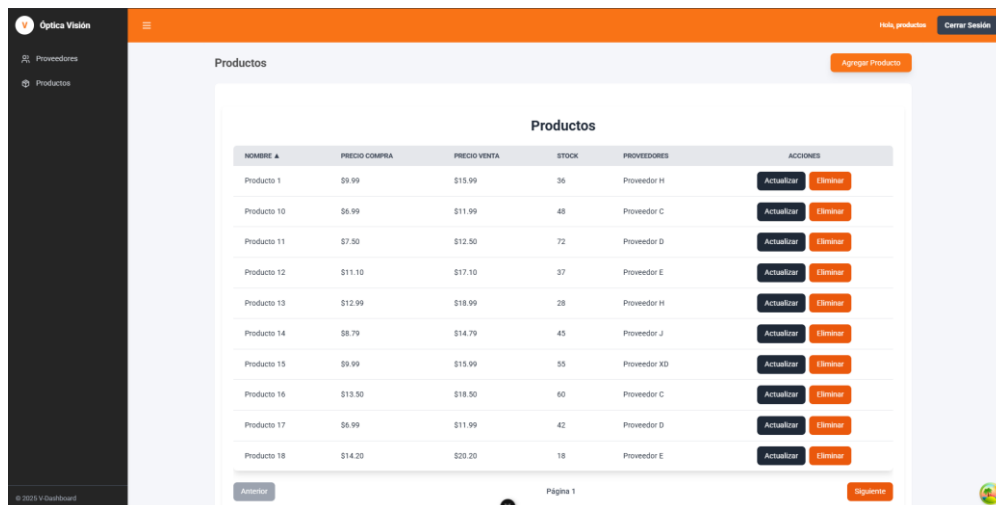 V Óptica Visión
Hola, productos
Cerrar Sesión
Proveedores
Productos
Productos
Agregar Producto
Productos
NOMBRE ▲ PRECIO COMPRA PRECIO VENTA STOCK PROVEEDORES ACCIONES
Producto 1 $9.99 $15.99 36 Proveedor H Actualizar Eliminar
Producto 10 $6.99 $11.99 48 Proveedor C Actualizar Eliminar
Producto 11 $7.50 $12.50 72 Proveedor D Actualizar Eliminar
Producto 12 $11.10 $17.10 37 Proveedor E Actualizar Eliminar
Producto 13 $12.99 $18.99 28 Proveedor H Actualizar Eliminar
Producto 14 $8.79 $14.79 45 Proveedor J Actualizar Eliminar
Producto 15 $9.99 $15.99 55 Proveedor XD Actualizar Eliminar
Producto 16 $13.50 $18.50 60 Proveedor C Actualizar Eliminar
Producto 17 $6.99 $11.99 42 Proveedor D Actualizar Eliminar
Producto 18 $14.20 $20.20 18 Proveedor E Actualizar Eliminar
Anterior Página 1 Siguiente
© 2025 V-Dashboard